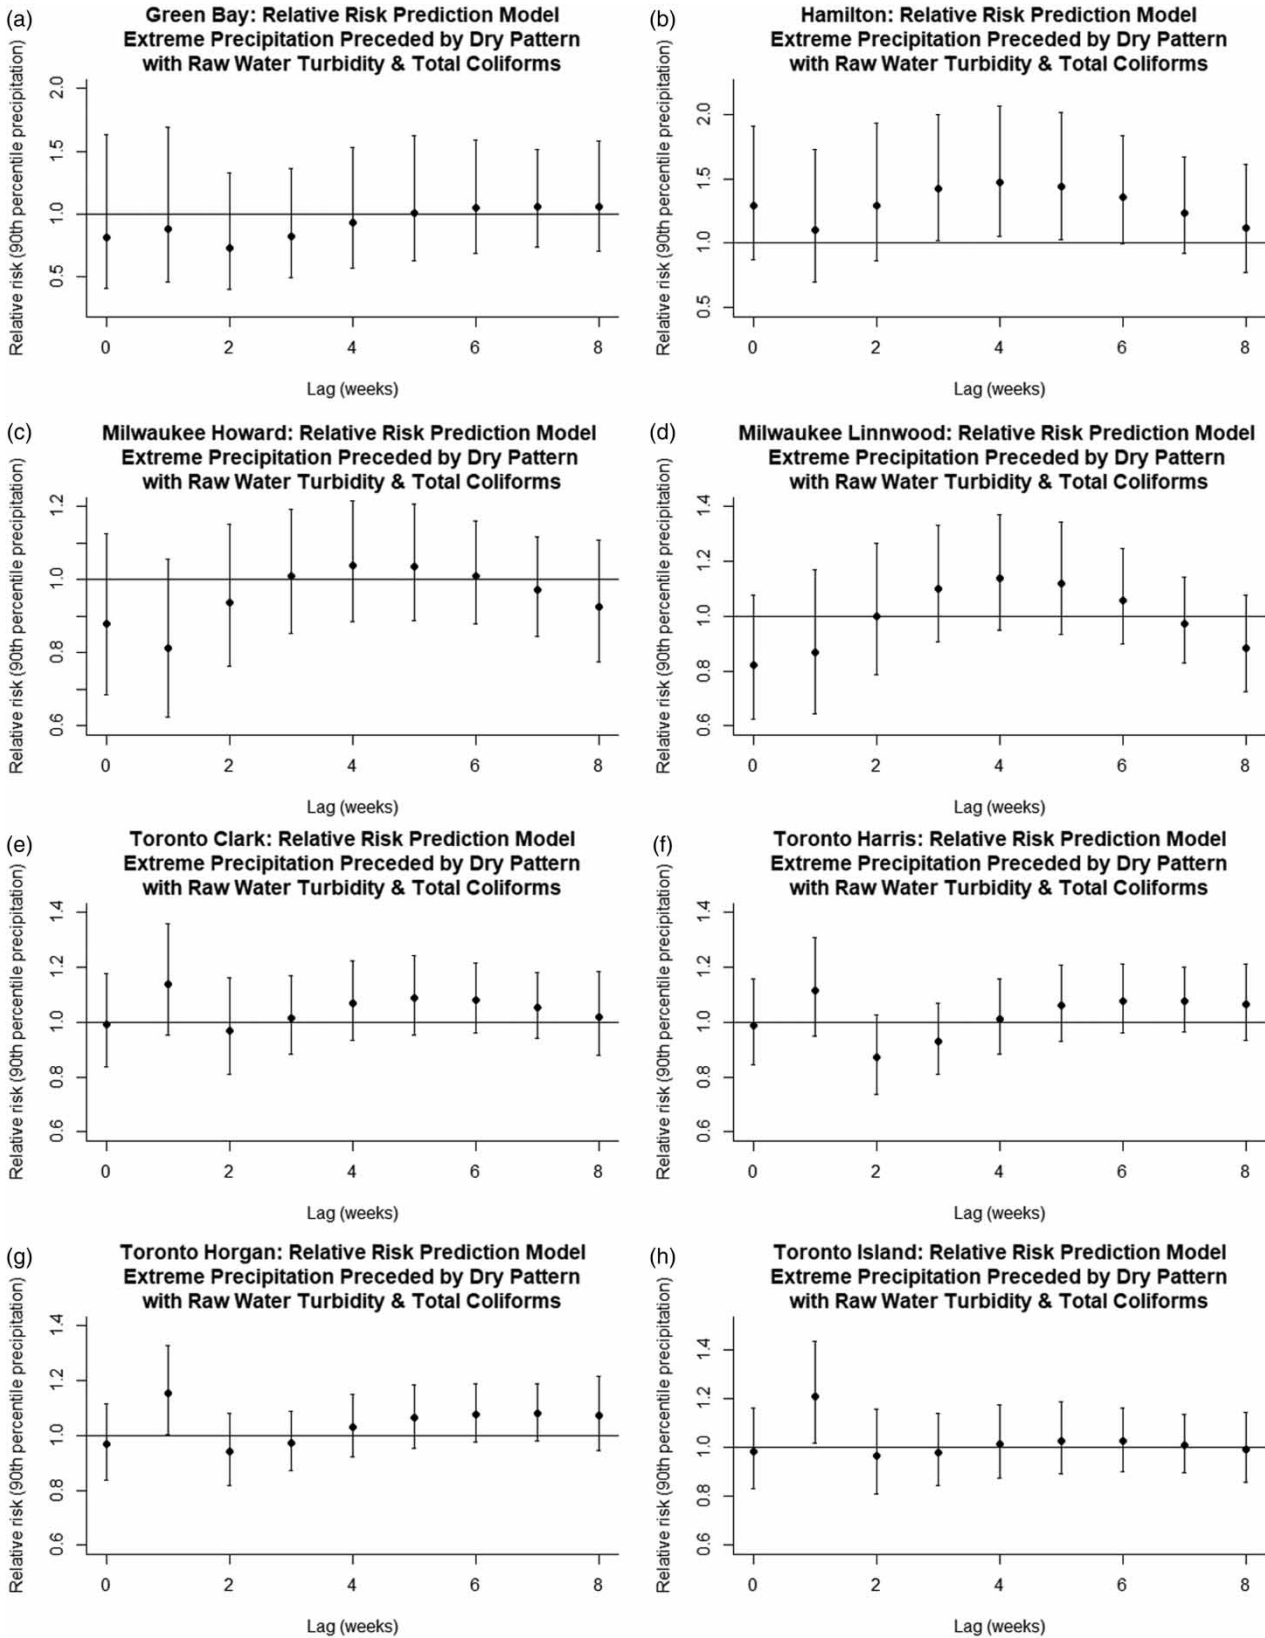 (a)
Green Bay: Relative Risk Prediction Model
Extreme Precipitation Preceded by Dry Pattern
with Raw Water Turbidity & Total Coliforms
Relative risk (90th percentile precipitation)
2.0
1.5
1.0
0.5
0 2 4 6 8
Lag (weeks)
(b)
Hamilton: Relative Risk Prediction Model
Extreme Precipitation Preceded by Dry Pattern
with Raw Water Turbidity & Total Coliforms
Relative risk (90th percentile precipitation)
2.0
1.5
1.0
0.5
0 2 4 6 8
Lag (weeks)
(c)
Milwaukee Howard: Relative Risk Prediction Model
Extreme Precipitation Preceded by Dry Pattern
with Raw Water Turbidity & Total Coliforms
Relative risk (90th percentile precipitation)
1.2
1.0
0.8
0.6
0 2 4 6 8
Lag (weeks)
(d)
Milwaukee Linnwood: Relative Risk Prediction Model
Extreme Precipitation Preceded by Dry Pattern
with Raw Water Turbidity & Total Coliforms
Relative risk (90th percentile precipitation)
1.4
1.2
1.0
0.8
0.6
0 2 4 6 8
Lag (weeks)
(e)
Toronto Clark: Relative Risk Prediction Model
Extreme Precipitation Preceded by Dry Pattern
with Raw Water Turbidity & Total Coliforms
Relative risk (90th percentile precipitation)
1.4
1.2
1.0
0.8
0.6
0 2 4 6 8
Lag (weeks)
(f)
Toronto Harris: Relative Risk Prediction Model
Extreme Precipitation Preceded by Dry Pattern
with Raw Water Turbidity & Total Coliforms
Relative risk (90th percentile precipitation)
1.4
1.2
1.0
0.8
0.6
0 2 4 6 8
Lag (weeks)
(g)
Toronto Horgan: Relative Risk Prediction Model
Extreme Precipitation Preceded by Dry Pattern
with Raw Water Turbidity & Total Coliforms
Relative risk (90th percentile precipitation)
1.4
1.2
1.0
0.8
0.6
0 2 4 6 8
Lag (weeks)
(h)
Toronto Island: Relative Risk Prediction Model
Extreme Precipitation Preceded by Dry Pattern
with Raw Water Turbidity & Total Coliforms
Relative risk (90th percentile precipitation)
1.4
1.2
1.0
0.8
0.6
0 2 4 6 8
Lag (weeks)